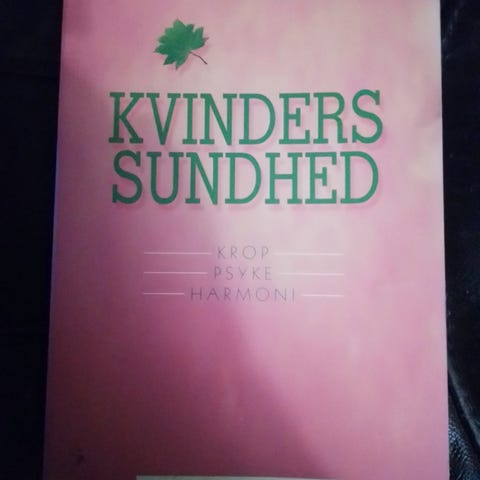 KVINDERS
SUNDHED
KROP
PSYKE
HARMONI